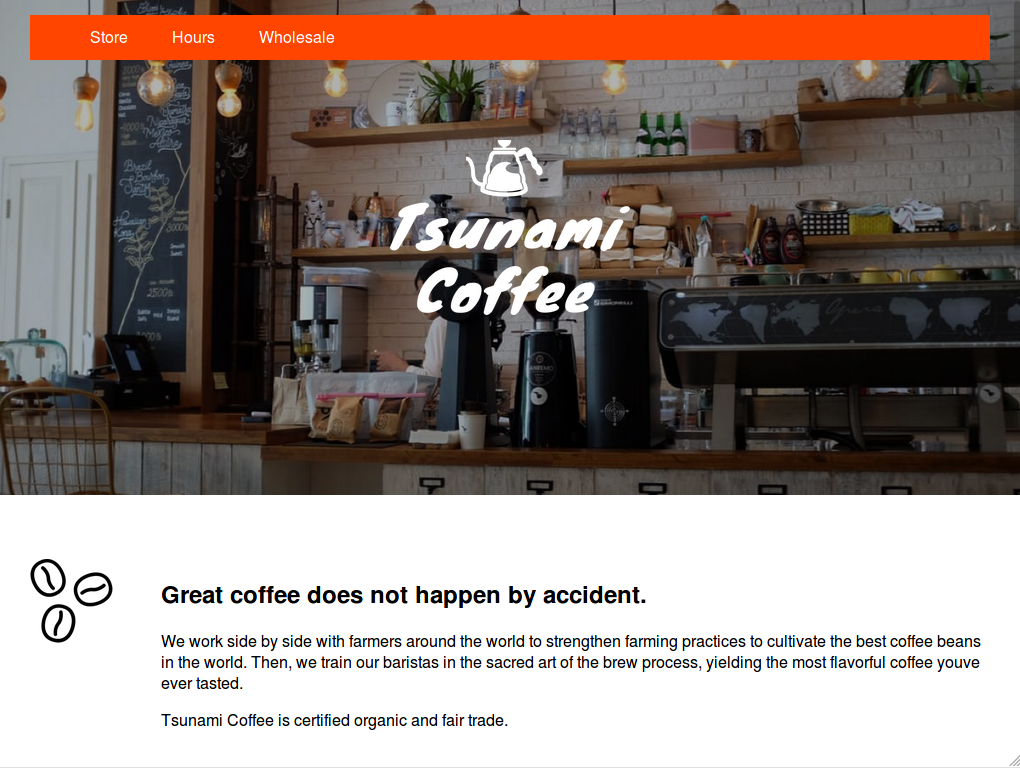 Store Hours Wholesale
Tsunami
Coffee
Great coffee does not happen by accident.
We work side by side with farmers around the world to strengthen farming practices to cultivate the best coffee beans
in the world. Then, we train our baristas in the sacred art of the brew process, yielding the most flavorful coffee youve
ever tasted.
Tsunami Coffee is certified organic and fair trade.